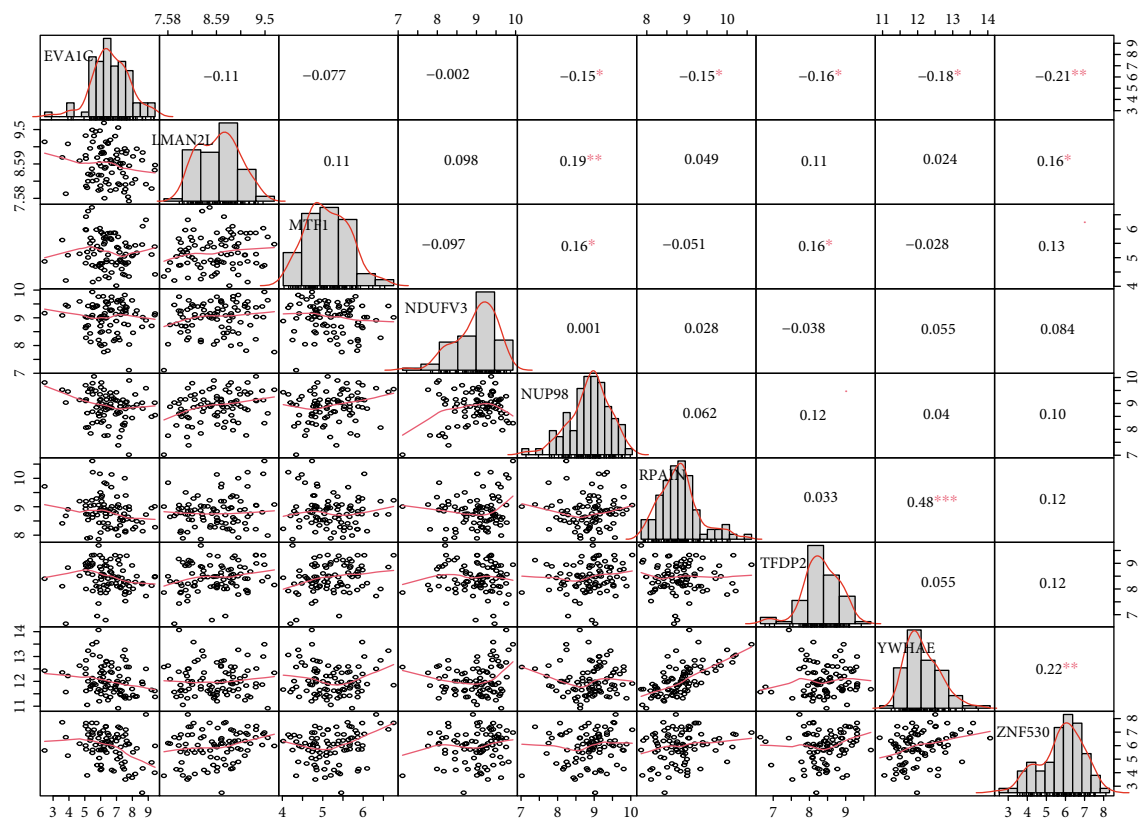 7.58 8.59 9.5 7 8 9 10 8 9 10 11 12 13 14
EVA1C −0.11 −0.077 −0.002 −0.15* −0.15* −0.16* −0.18* −0.21** 3 4 5 6 7 8 9
7.58 8.59 9.5 LMAN2L 0.11 0.098 0.19** 0.049 0.11 0.024 0.16*
MTF1 −0.097 0.16* −0.051 0.16* −0.028 0.13 4 5 6
7 8 9 10 NDUFV3 0.001 0.028 −0.038 0.055 0.084
NUP98 0.062 0.12 0.04 0.10 7 8 9 10
8 9 10 RPAIN 0.033 0.48*** 0.12
TFDP2 0.055 0.12 7 8 9
11 12 13 14 YWHAE 0.22**
ZNF530 3 4 5 6 7 8
3 4 5 6 7 8 9 4 5 6 7 8 9 10 7 8 9 3 4 5 6 7 8